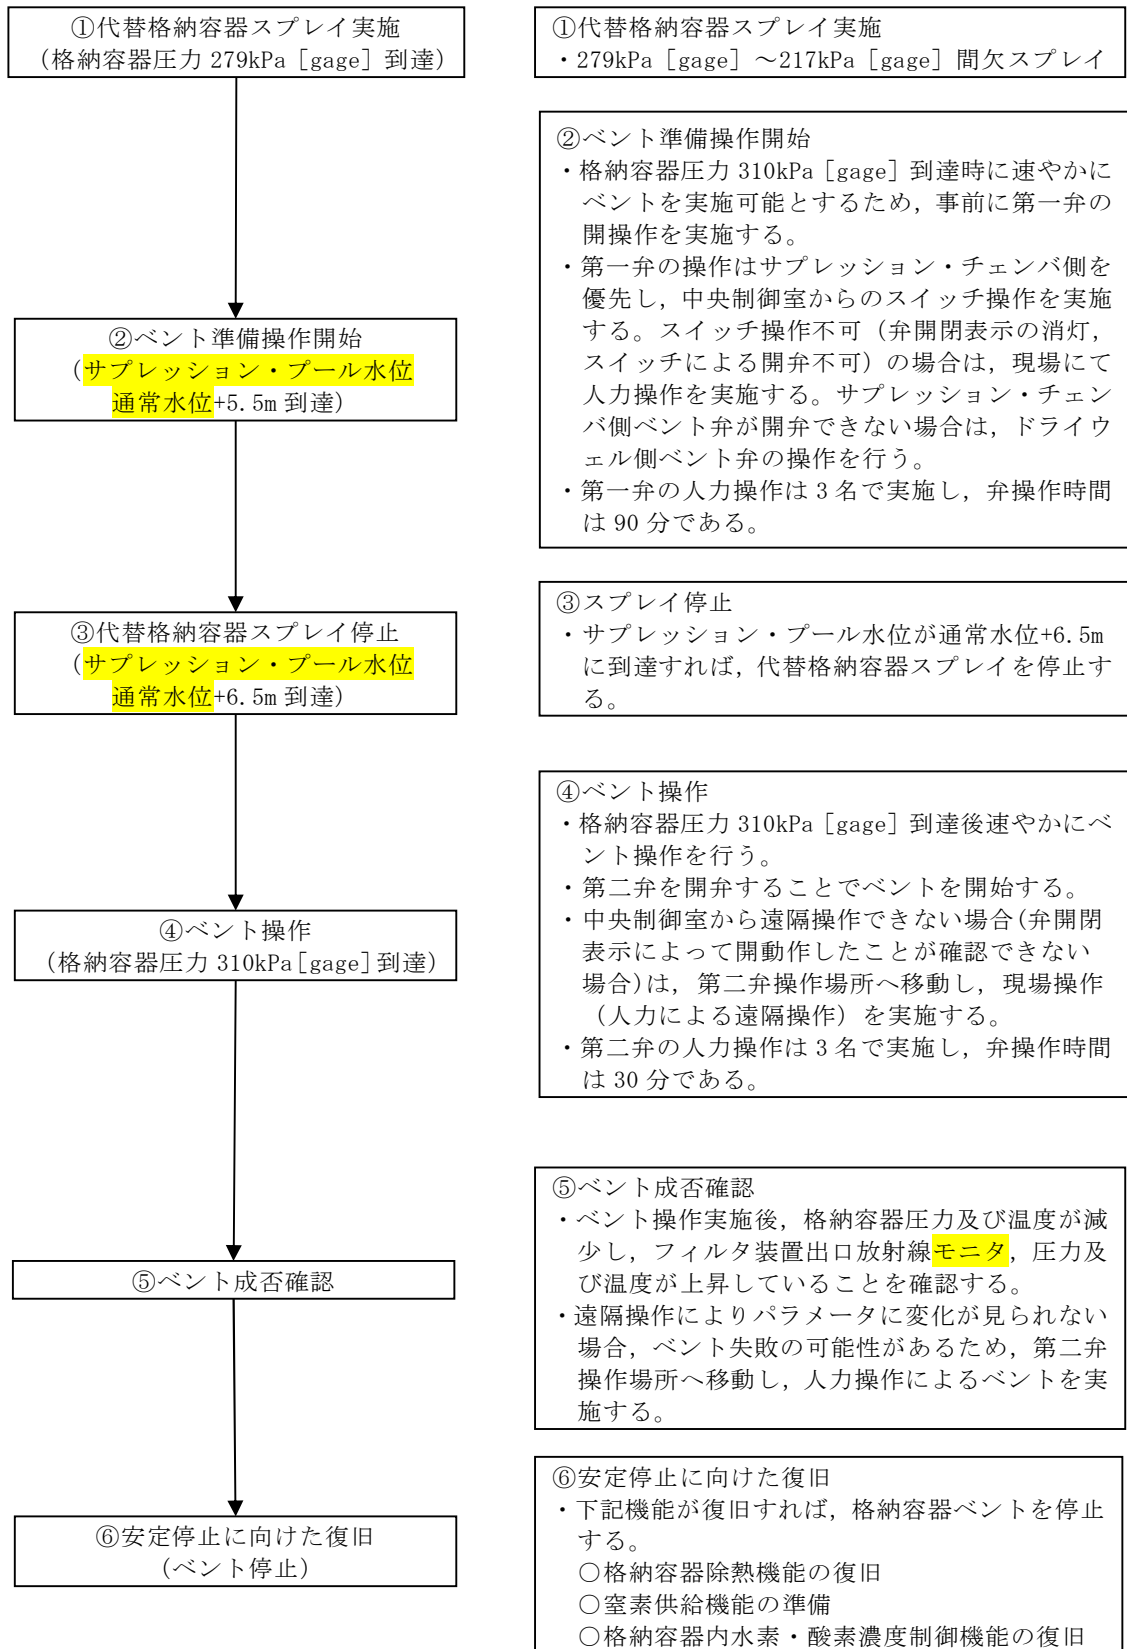 ①代替格納容器スプレイ実施
（格納容器圧力 279kPa［gage］到達）
②ベント準備操作開始
（サプレッション・プール水位
通常水位+5.5m 到達）
③代替格納容器スプレイ停止
（サプレッション・プール水位
通常水位+6.5m 到達）
④ベント操作
（格納容器圧力 310kPa［gage］到達）
⑤ベント成否確認
⑥安定停止に向けた復旧
（ベント停止）
①代替格納容器スプレイ実施
・279kPa［gage］～217kPa［gage］間欠スプレイ
②ベント準備操作開始
・格納容器圧力 310kPa［gage］到達時に速やかに
ベントを実施可能とするため，事前に第一弁の
開操作を実施する。
・第一弁の操作はサプレッション・チェンバ側を
優先し，中央制御室からのスイッチ操作を実施
する。スイッチ操作不可（弁開閉表示の消灯，
スイッチによる開弁不可）の場合は，現場にて
人力操作を実施する。サプレッション・チェン
バ側ベント弁が開弁できない場合は，ドライウ
ェル側ベント弁の操作を行う。
・第一弁の人力操作は 3 名で実施し，弁操作時間
は 90 分である。
③スプレイ停止
・サプレッション・プール水位が通常水位+6.5m
に到達すれば，代替格納容器スプレイを停止す
る。
④ベント操作
・格納容器圧力 310kPa［gage］到達後速やかにベ
ント操作を行う。
・第二弁を開弁することでベントを開始する。
・中央制御室から遠隔操作できない場合(弁開閉
表示によって開動作したことが確認できない
場合)は，第二弁操作場所へ移動し，現場操作
（人力による遠隔操作）を実施する。
・第二弁の人力操作は 3 名で実施し，弁操作時間
は 30 分である。
⑤ベント成否確認
・ベント操作実施後，格納容器圧力及び温度が減
少し，フィルタ装置出口放射線モニタ，圧力及
び温度が上昇していることを確認する。
・遠隔操作によりパラメータに変化が見られない
場合，ベント失敗の可能性があるため，第二弁
操作場所へ移動し，人力操作によるベントを実
施する。
⑥安定停止に向けた復旧
・下記機能が復旧すれば，格納容器ベントを停止
する。
○格納容器除熱機能の復旧
○窒素供給機能の準備
○格納容器内水素・酸素濃度制御機能の復旧